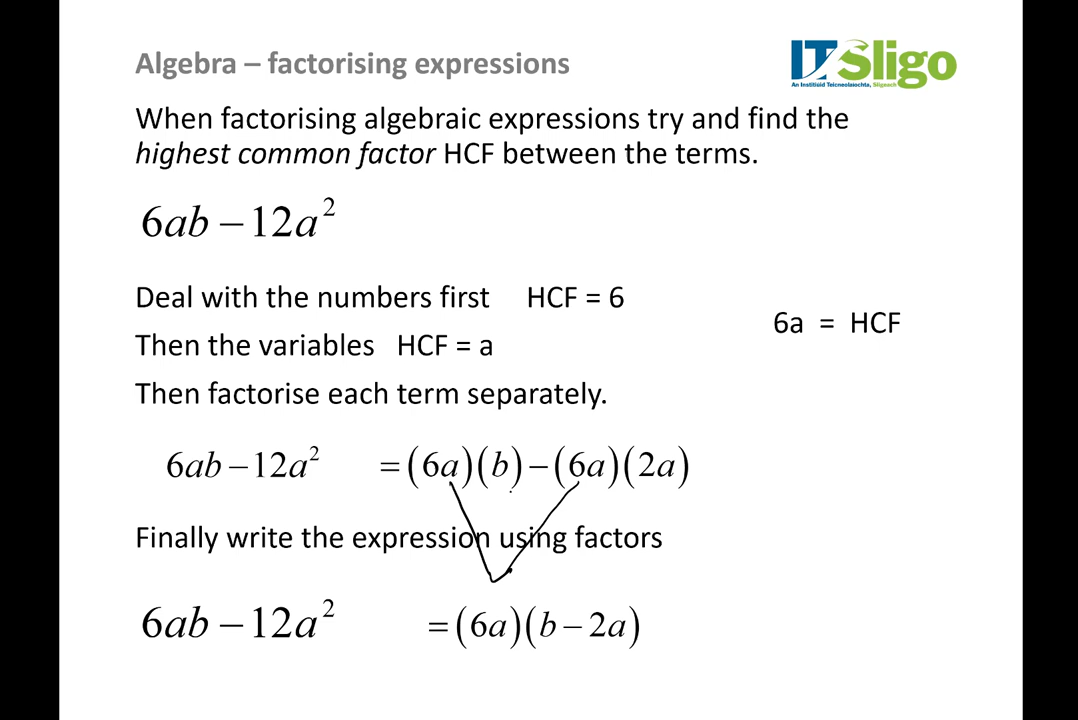 Algebra – factorising expressions
ITSligo
An Institiúid Teicneolaíochta, Sligeach
When factorising algebraic expressions try and find the
highest common factor HCF between the terms.
6ab − 12a²
Deal with the numbers first HCF = 6
6a = HCF
Then the variables HCF = a
Then factorise each term separately.
6ab − 12a² = (6a)(b) − (6a)(2a)
Finally write the expression using factors
6ab − 12a² = (6a)(b − 2a)